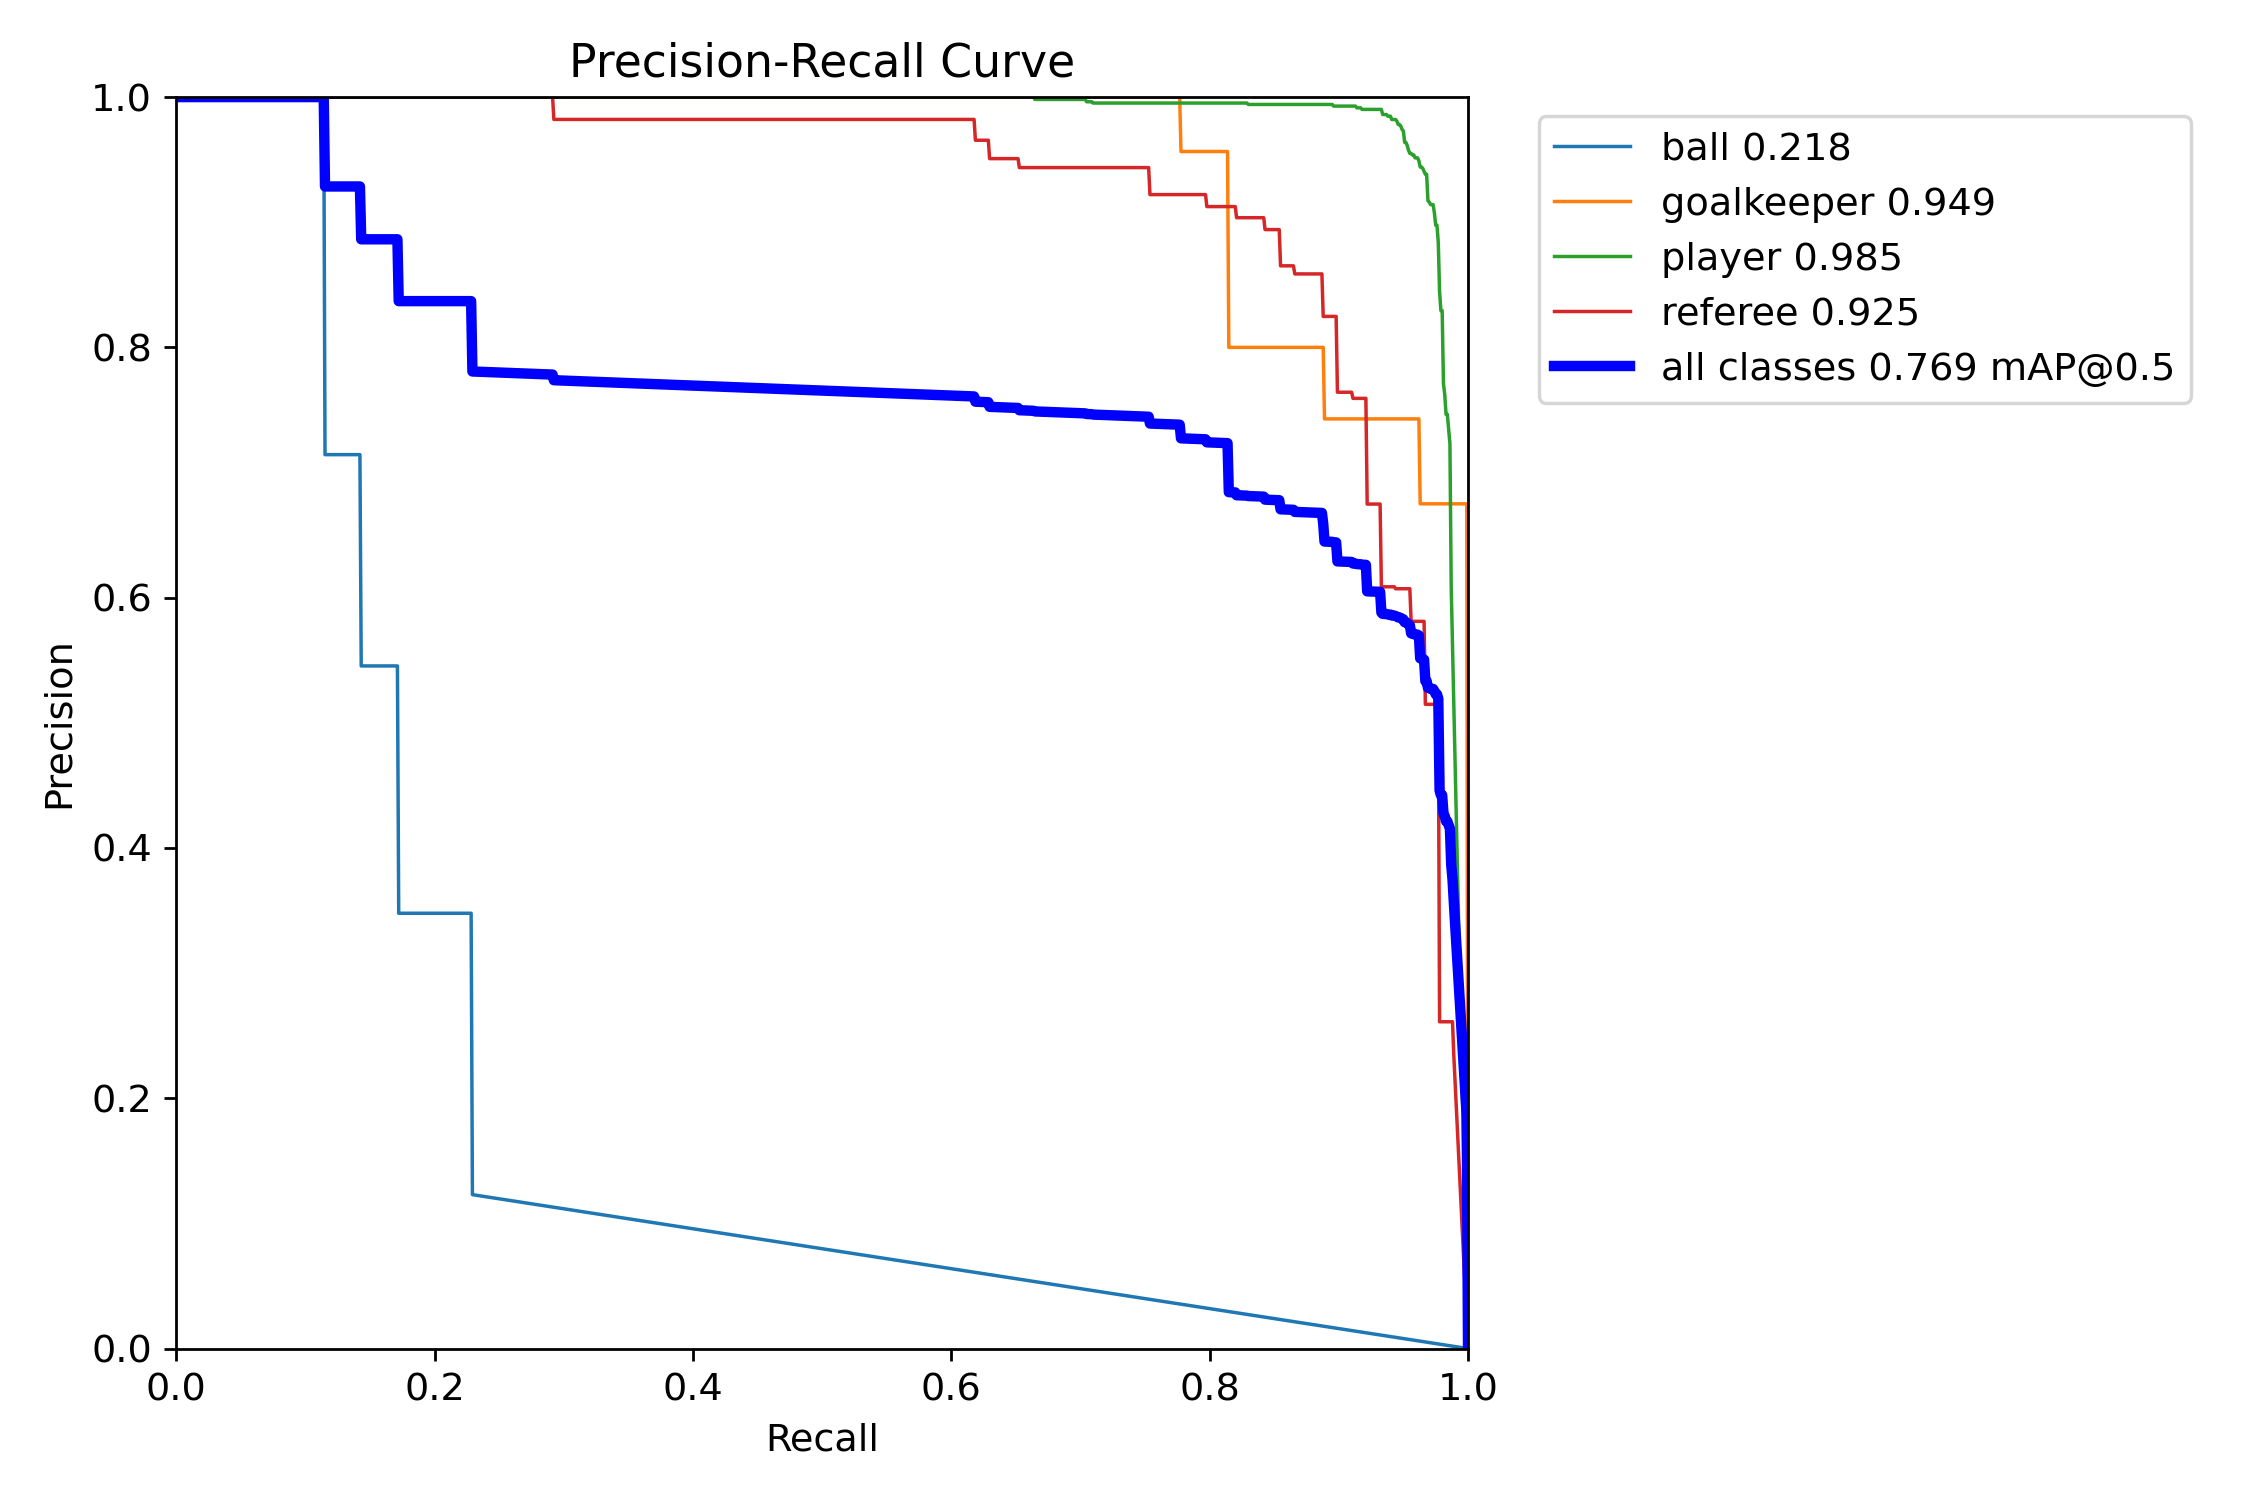 Precision-Recall Curve
1.0
0.8
0.6
0.4
0.2
0.0
Precision
0.0 0.2 0.4 0.6 0.8 1.0
Recall
ball 0.218
goalkeeper 0.949
player 0.985
referee 0.925
all classes 0.769 mAP@0.5